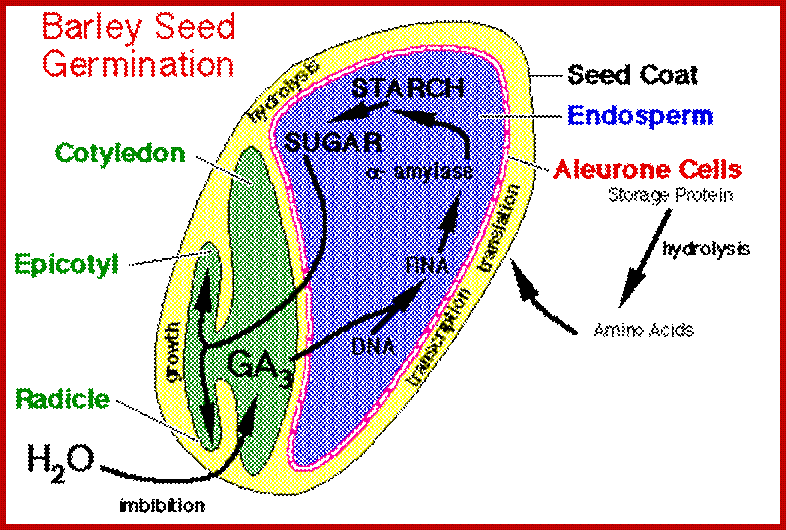 Barley Seed
Germination
hydrolysis
STARCH
Seed Coat
Endosperm
SUGAR
Cotyledon
α- amylase
Aleurone Cells
Storage Protein
translation
hydrolysis
Epicotyl
RNA
Amino Acids
transcription
DNA
growth
GA3
Radicle
H2O
imbibition